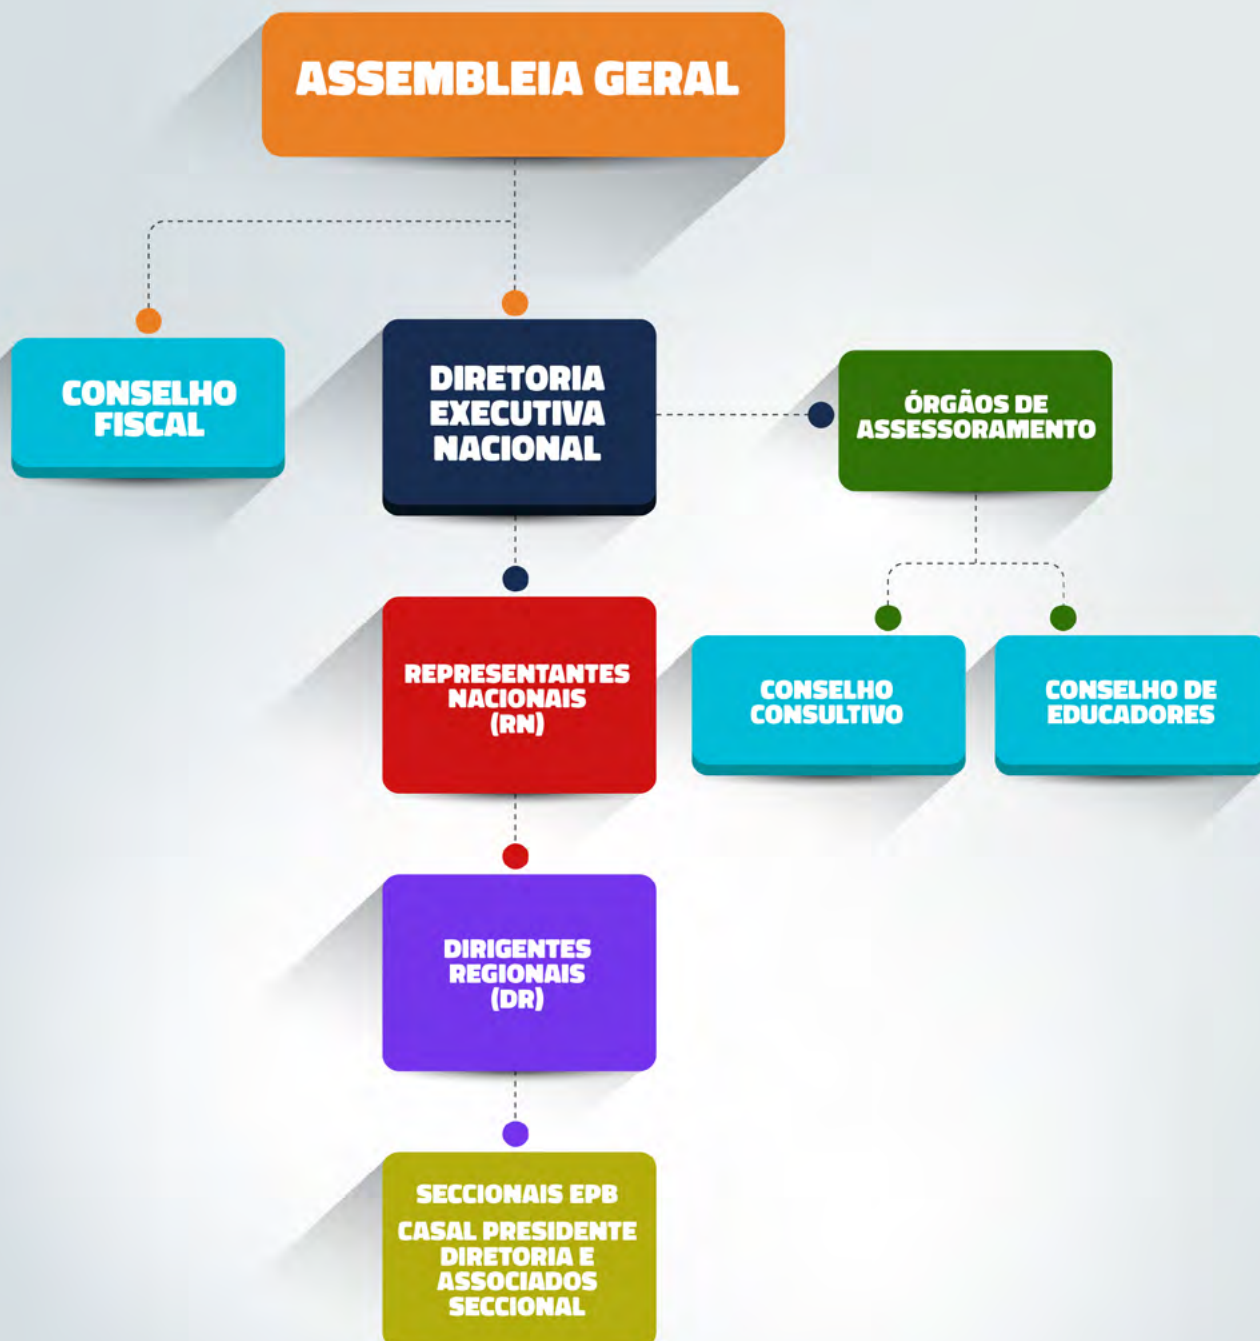 ASSEMBLEIA GERAL
CONSELHO
FISCAL
DIRETORIA
EXECUTIVA
NACIONAL
ÓRGÃOS DE
ASSESSORAMENTO
REPRESENTANTES
NACIONAIS
(RN)
CONSELHO
CONSULTIVO
CONSELHO DE
EDUCADORES
DIRIGENTES
REGIONAIS
(DR)
SECCIONAIS EPB
CASAL PRESIDENTE
DIRETORIA E
ASSOCIADOS
SECCIONAL